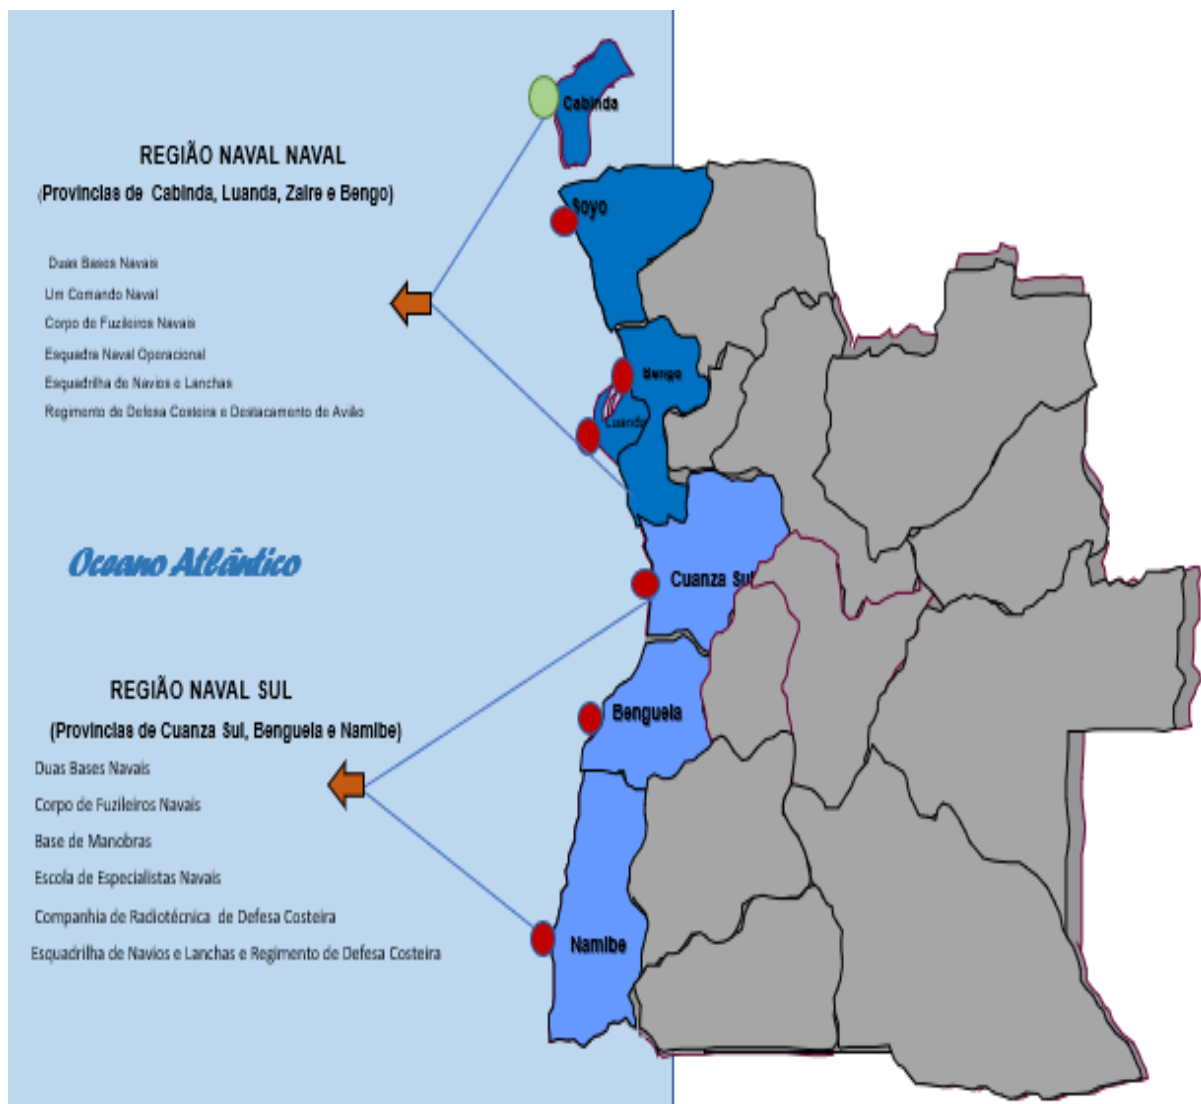 REGIÃO NAVAL NAVAL
(Provincias de Cabinda, Luanda, Zaire e Bengo)
Duas Bases Navais
Um Comando Naval
Corpo de Fuzileiros Navais
Esquadra Naval Operacional
Esquadrilha de Navios e Lanchas
Regimento de Defesa Costeira e Destacamento de Avião
Oceano Atlântico
REGIÃO NAVAL SUL
(Provincias de Cuanza Sul, Benguela e Namibe)
Duas Bases Navais
Corpo de Fuzileiros Navais
Base de Manobras
Escola de Especialistas Navais
Companhia de Radiotécnica de Defesa Costeira
Esquadrilha de Navios e Lanchas e Regimento de Defesa Costeira
Cabinda
Soyo
Bengo
Luanda
Cuanza Sul
Benguela
Namibe